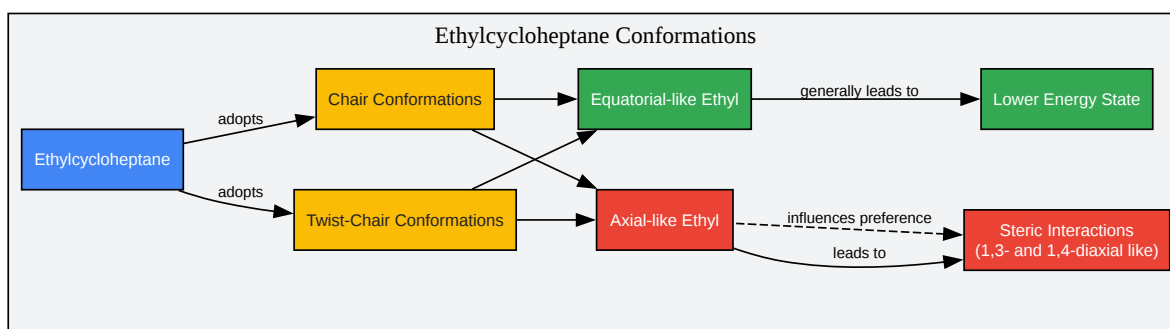 Ethylcycloheptane Conformations
Chair Conformations
Equatorial-like Ethyl
generally leads to
Lower Energy State
adopts
Ethylcycloheptane
adopts
Twist-Chair Conformations
Axial-like Ethyl
influences preference
leads to
Steric Interactions
(1,3- and 1,4-diaxial like)